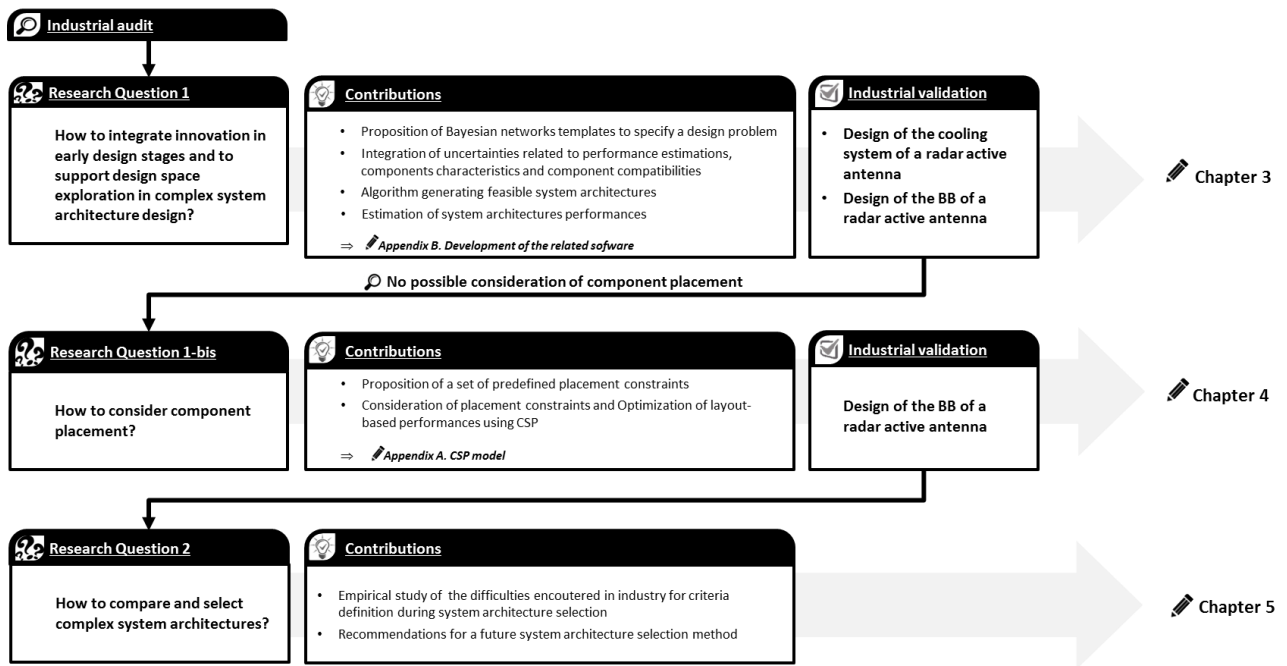 Industrial audit
Research Question 1
How to integrate innovation in
early design stages and to
support design space
exploration in complex system
architecture design?
Contributions
• Proposition of Bayesian networks templates to specify a design problem
• Integration of uncertainties related to performance estimations,
components characteristics and component compatibilities
• Algorithm generating feasible system architectures
• Estimation of system architectures performances
⇒ Appendix B. Development of the related sofware
Industrial validation
• Design of the cooling
system of a radar active
antenna
• Design of the BB of a
radar active antenna
Chapter 3
No possible consideration of component placement
Research Question 1-bis
How to consider component
placement?
Contributions
• Proposition of a set of predefined placement constraints
• Consideration of placement constraints and Optimization of layout-
based performances using CSP
⇒ Appendix A. CSP model
Industrial validation
Design of the BB of a
radar active antenna
Chapter 4
Research Question 2
How to compare and select
complex system architectures?
Contributions
• Empirical study of the difficulties encoutered in industry for criteria
definition during system architecture selection
• Recommendations for a future system architecture selection method
Chapter 5